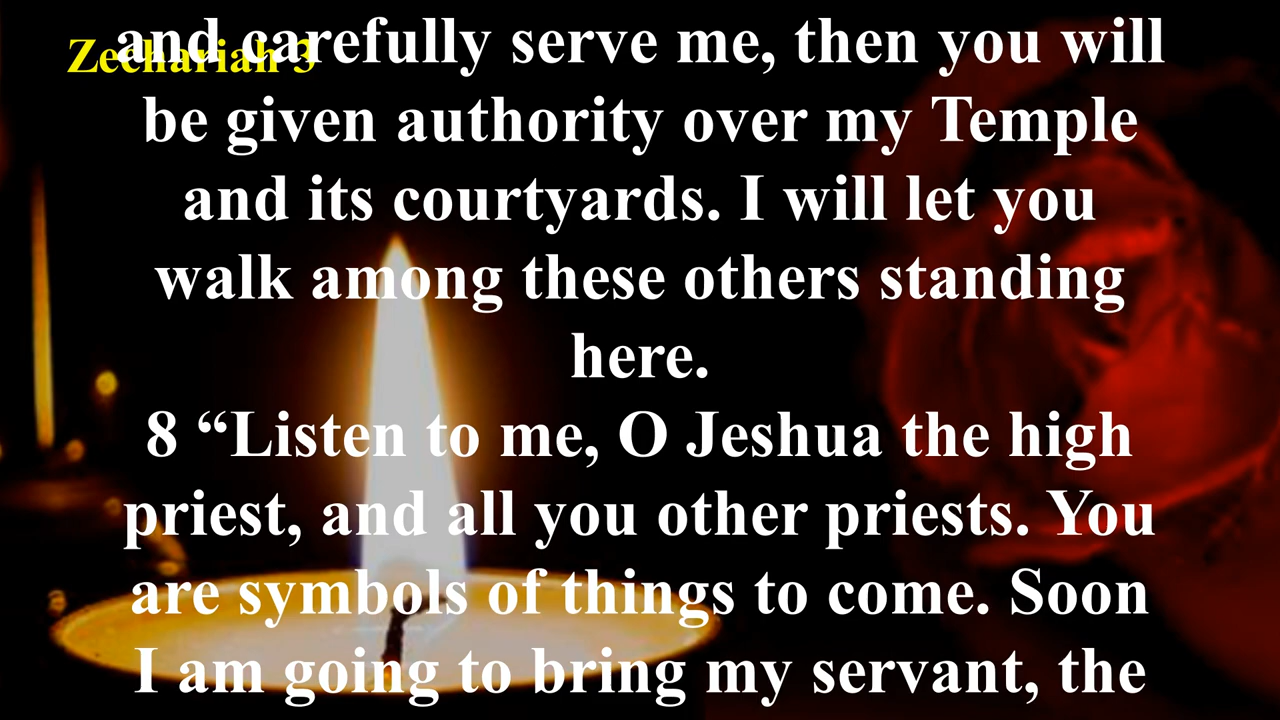 Zechariah 3
and carefully serve me, then you will
be given authority over my Temple
and its courtyards. I will let you
walk among these others standing
here.
8 “Listen to me, O Jeshua the high
priest, and all you other priests. You
are symbols of things to come. Soon
I am going to bring my servant, the